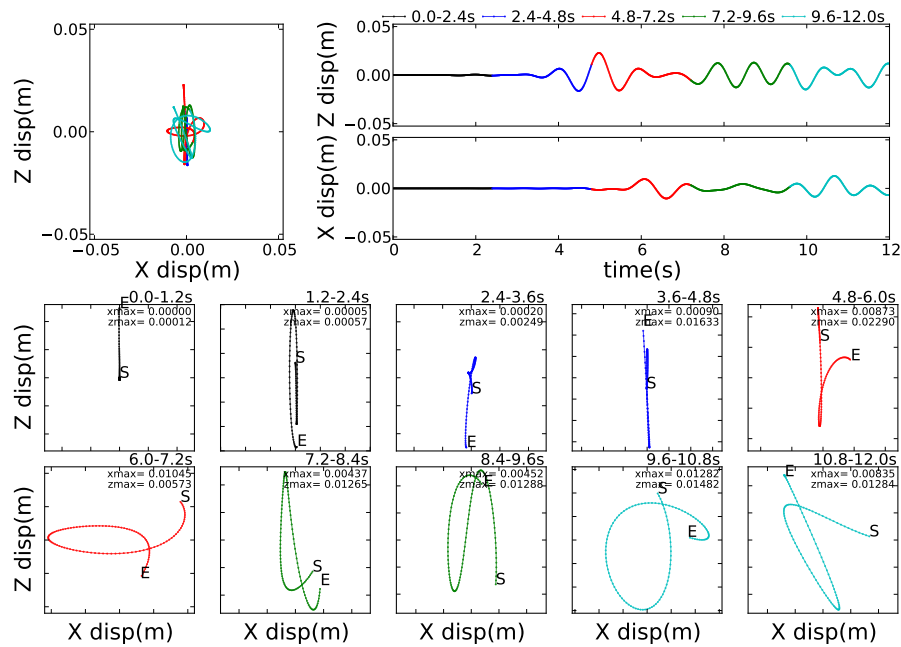 0.0-2.4s 2.4-4.8s 4.8-7.2s 7.2-9.6s 9.6-12.0s
0.05
0.00
−0.05
Z disp(m)
−0.05 0.00 0.05
X disp(m)
0.05
0.00
−0.05
Z disp(m)
0.05
0.00
−0.05
X disp(m)
0 2 4 6 8 10 12
time(s)
0.0-1.2s
xmax= 0.00000
zmax= 0.00012
E
S
1.2-2.4s
xmax= 0.00005
zmax= 0.00057
S
E
2.4-3.6s
xmax= 0.00020
zmax= 0.00249
S
E
3.6-4.8s
xmax= 0.00090
zmax= 0.01633
E
S
4.8-6.0s
xmax= 0.00873
zmax= 0.02290
S
E
Z disp(m)
6.0-7.2s
xmax= 0.01045
zmax= 0.00573
S
E
7.2-8.4s
xmax= 0.00437
zmax= 0.01265
S
E
8.4-9.6s
xmax= 0.00452
zmax= 0.01288
E
S
9.6-10.8s
xmax= 0.01282
zmax= 0.01482
S
E
10.8-12.0s
xmax= 0.00835
zmax= 0.01284
E
S
Z disp(m)
X disp(m) X disp(m) X disp(m) X disp(m) X disp(m)